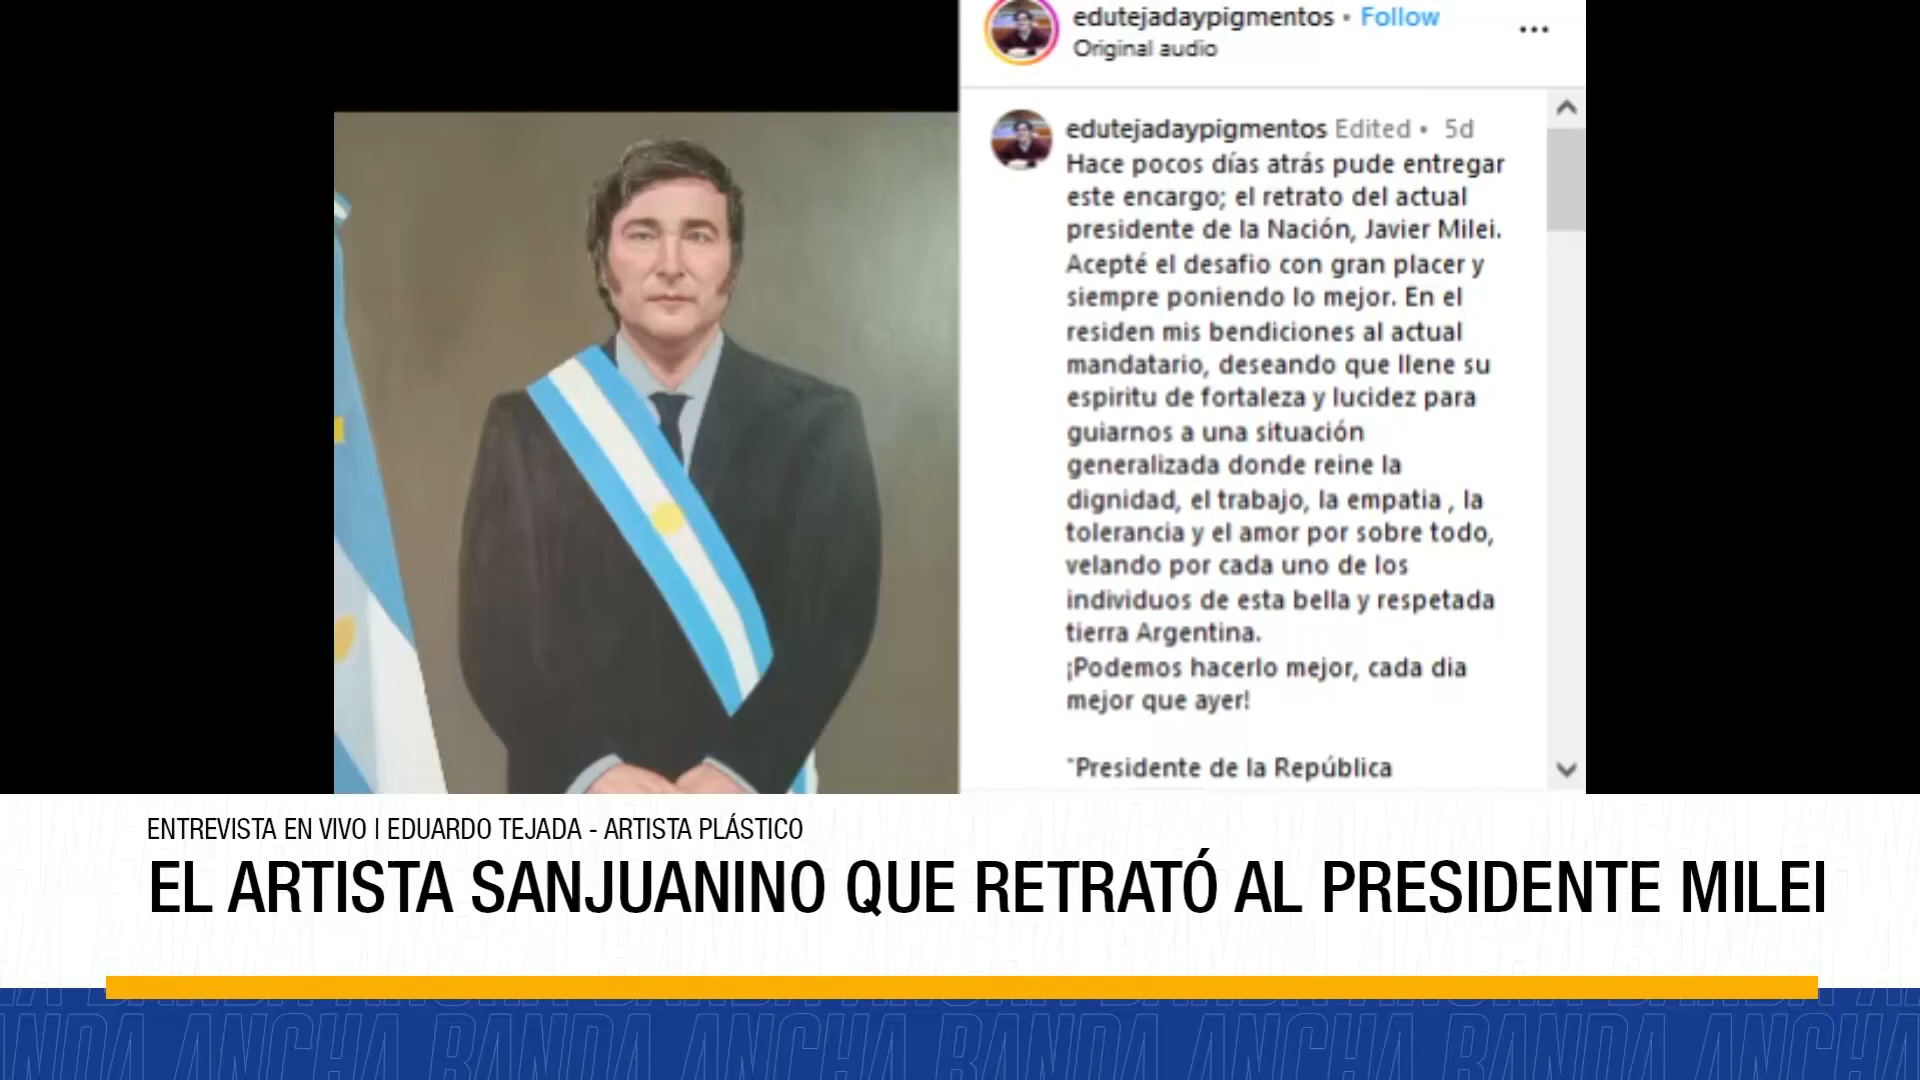 edutejadaypigmentos • Follow
Original audio
edutejadaypigmentos Edited • 5d
Hace pocos días atrás pude entregar
este encargo; el retrato del actual
presidente de la Nación, Javier Milei.
Acepté el desafio con gran placer y
siempre poniendo lo mejor. En el
residen mis bendiciones al actual
mandatario, deseando que llene su
espiritu de fortaleza y lucidez para
guiarnos a una situación
generalizada donde reine la
dignidad, el trabajo, la empatia , la
tolerancia y el amor por sobre todo,
velando por cada uno de los
individuos de esta bella y respetada
tierra Argentina.
¡Podemos hacerlo mejor, cada dia
mejor que ayer!
"Presidente de la República
ENTREVISTA EN VIVO | EDUARDO TEJADA - ARTISTA PLÁSTICO
EL ARTISTA SANJUANINO QUE RETRATÓ AL PRESIDENTE MILEI
BANDA ANCHA BANDA ANCHA BANDA ANCHA BANDA ANCHA